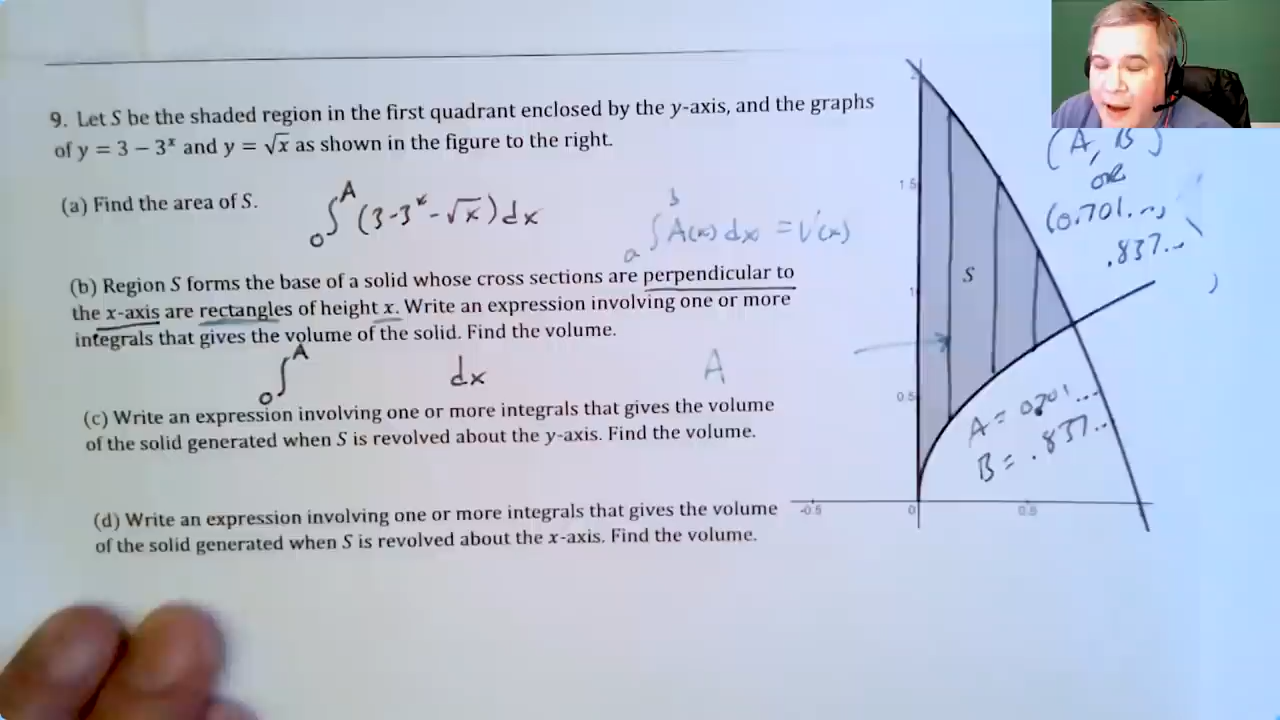 9. Let S be the shaded region in the first quadrant enclosed by the y-axis, and the graphs
of y = 3 − 3ˣ and y = √x as shown in the figure to the right.
(a) Find the area of S.
∫₀ᴬ (3-3ˣ-√x) dx
∫ₐᵇ A(x) dx = V(x)
(b) Region S forms the base of a solid whose cross sections are perpendicular to
the x-axis are rectangles of height x. Write an expression involving one or more
integrals that gives the volume of the solid. Find the volume.
∫₀ᴬ dx
A
(c) Write an expression involving one or more integrals that gives the volume
of the solid generated when S is revolved about the y-axis. Find the volume.
(d) Write an expression involving one or more integrals that gives the volume
of the solid generated when S is revolved about the x-axis. Find the volume.
(A, B)
OR
(0.701...,
.837...
)
2
1.5
S
1
0.5
A = 0.701...
B = .837...
-0.5
0
0.5